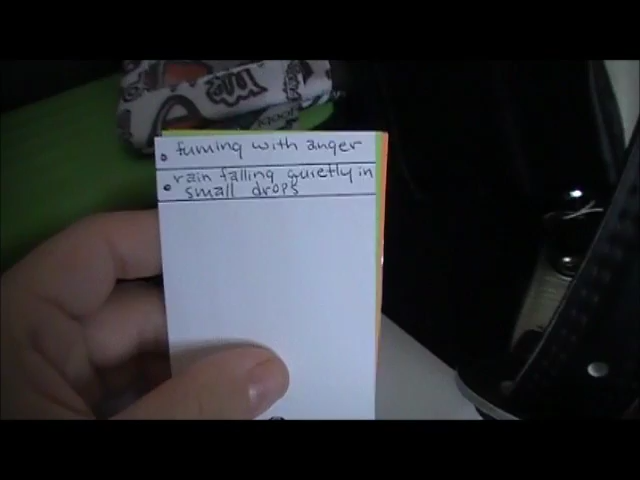 • fuming with anger
• rain falling quietly in
small drops